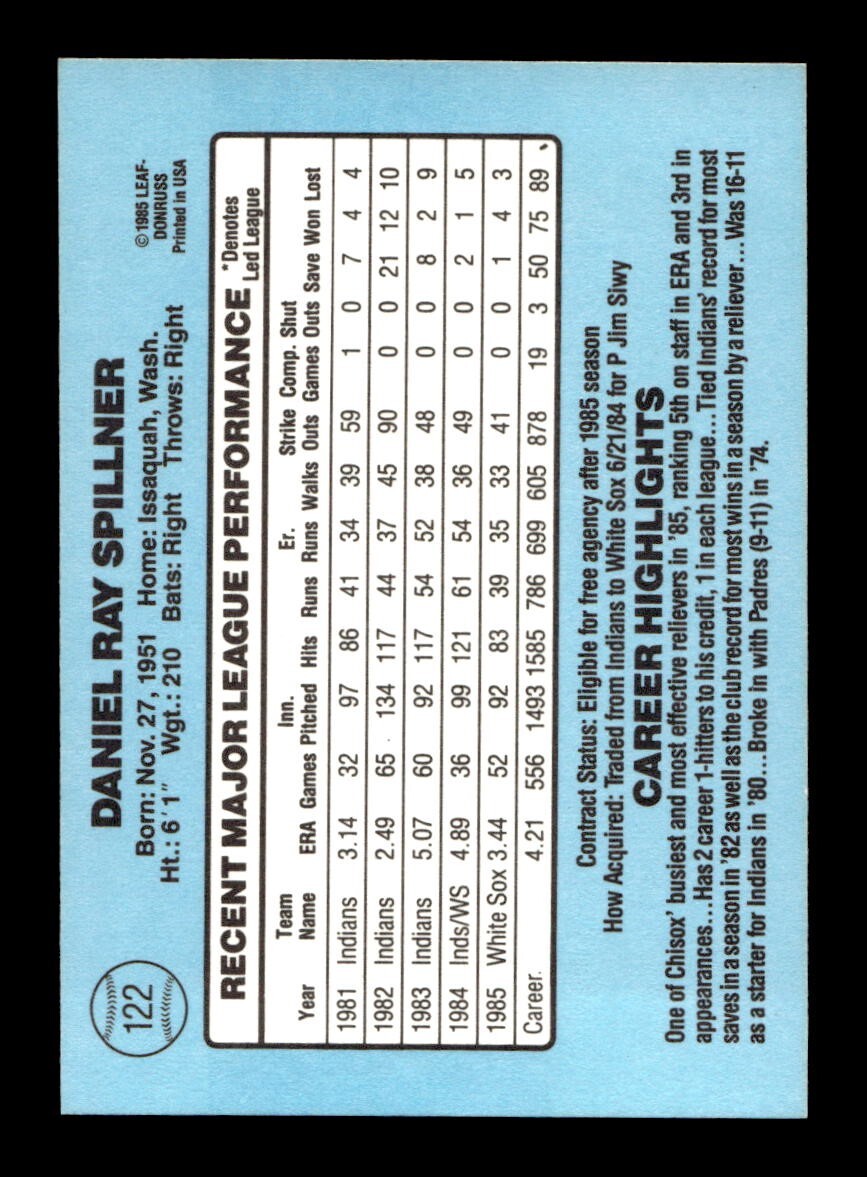 122
DANIEL RAY SPILLNER
Born: Nov. 27, 1951 Home: Issaquah, Wash.
Ht.: 6'1" Wgt.: 210 Bats: Right Throws: Right
© 1985 LEAF-
DONRUSS
Printed in USA
RECENT MAJOR LEAGUE PERFORMANCE
*Denotes
Led League
Team Inn. Er. Strike Comp. Shut
Year Name ERA Games Pitched Hits Runs Runs Walks Outs Games Outs Save Won Lost
1981 Indians 3.14 32 97 86 41 34 39 59 1 0 7 4 4
1982 Indians 2.49 65 134 117 44 37 45 90 0 0 21 12 10
1983 Indians 5.07 60 92 117 54 52 38 48 0 0 8 2 9
1984 Inds/WS 4.89 36 99 121 61 54 36 49 0 0 2 1 5
1985 White Sox 3.44 52 92 83 39 35 33 41 0 0 1 4 3
Career. 4.21 556 1493 1585 786 699 605 878 19 3 50 75 89
Contract Status: Eligible for free agency after 1985 season
How Acquired: Traded from Indians to White Sox 6/21/84 for P Jim Siwy
CAREER HIGHLIGHTS
One of Chisox' busiest and most effective relievers in '85, ranking 5th on staff in ERA and 3rd in
appearances...Has 2 career 1-hitters to his credit, 1 in each league...Tied Indians' record for most
saves in a season in '82 as well as the club record for most wins in a season by a reliever...Was 16-11
as a starter for Indians in '80...Broke in with Padres (9-11) in '74.